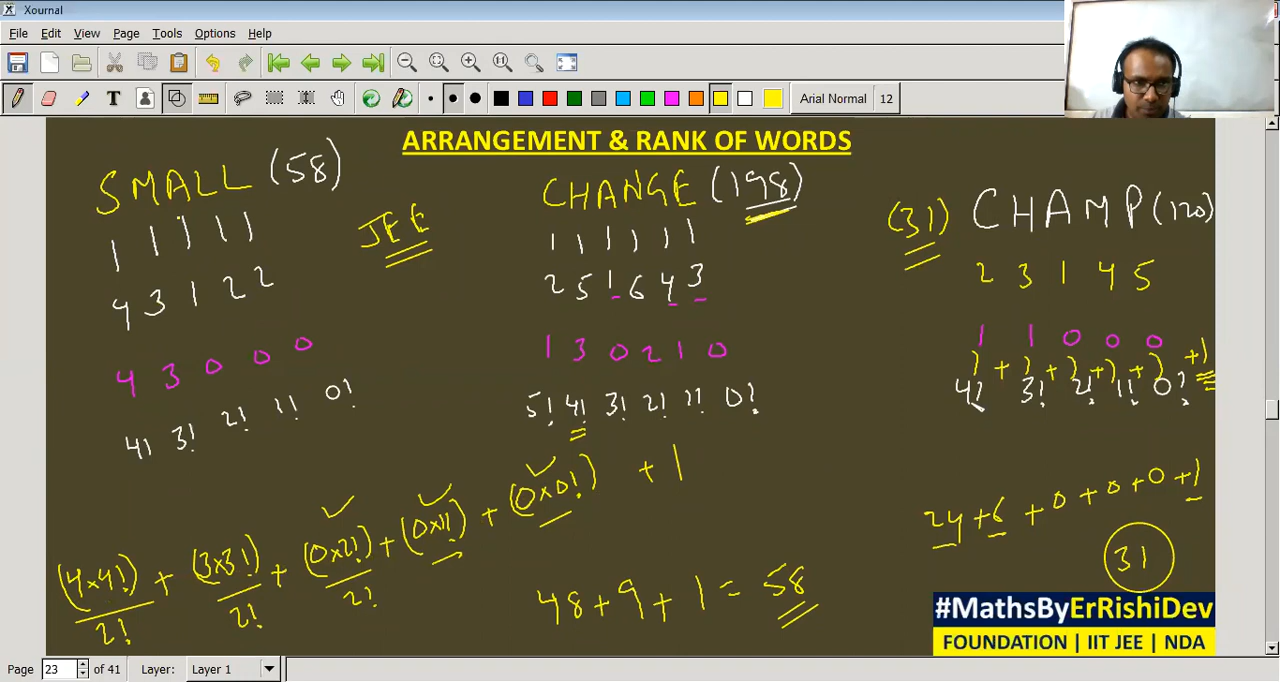 Xournal
File Edit View Page Tools Options Help
Arial Normal 12
ARRANGEMENT & RANK OF WORDS
SMALL (58)
1 1 1 1 1
4 3 1 2 2
4 3 0 0 0
4! 3! 2! 1! 0!
JEE
CHANGE (198)
1 1 1 1 1 1
2 5 1 6 4 3
1 3 0 2 1 0
5! 4! 3! 2! 1! 0!
(31) CHAMP (120)
2 3 1 4 5
1 1 0 0 0
4! + 3! + 2! + 1! + 0! + 1
24 + 6 + 0 + 0 + 0 + 1
31
(4×4!)/2! + (3×3!)/2! + (0×2!)/2! + (0×1!) + (0×0!) + 1
48 + 9 + 1 = 58
#MathsByErRishiDev
FOUNDATION | IIT JEE | NDA
Page 23 of 41 Layer: Layer 1